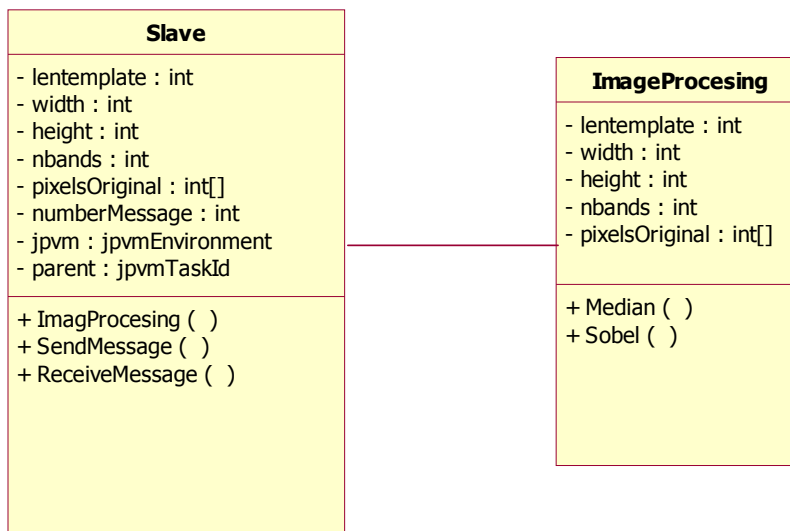 Slave
- lentemplate : int
- width : int
- height : int
- nbands : int
- pixelsOriginal : int[]
- numberMessage : int
- jpvm : jpvmEnvironment
- parent : jpvmTaskId
+ ImagProcesing ( )
+ SendMessage ( )
+ ReceiveMessage ( )
ImageProcesing
- lentemplate : int
- width : int
- height : int
- nbands : int
- pixelsOriginal : int[]
+ Median ( )
+ Sobel ( )